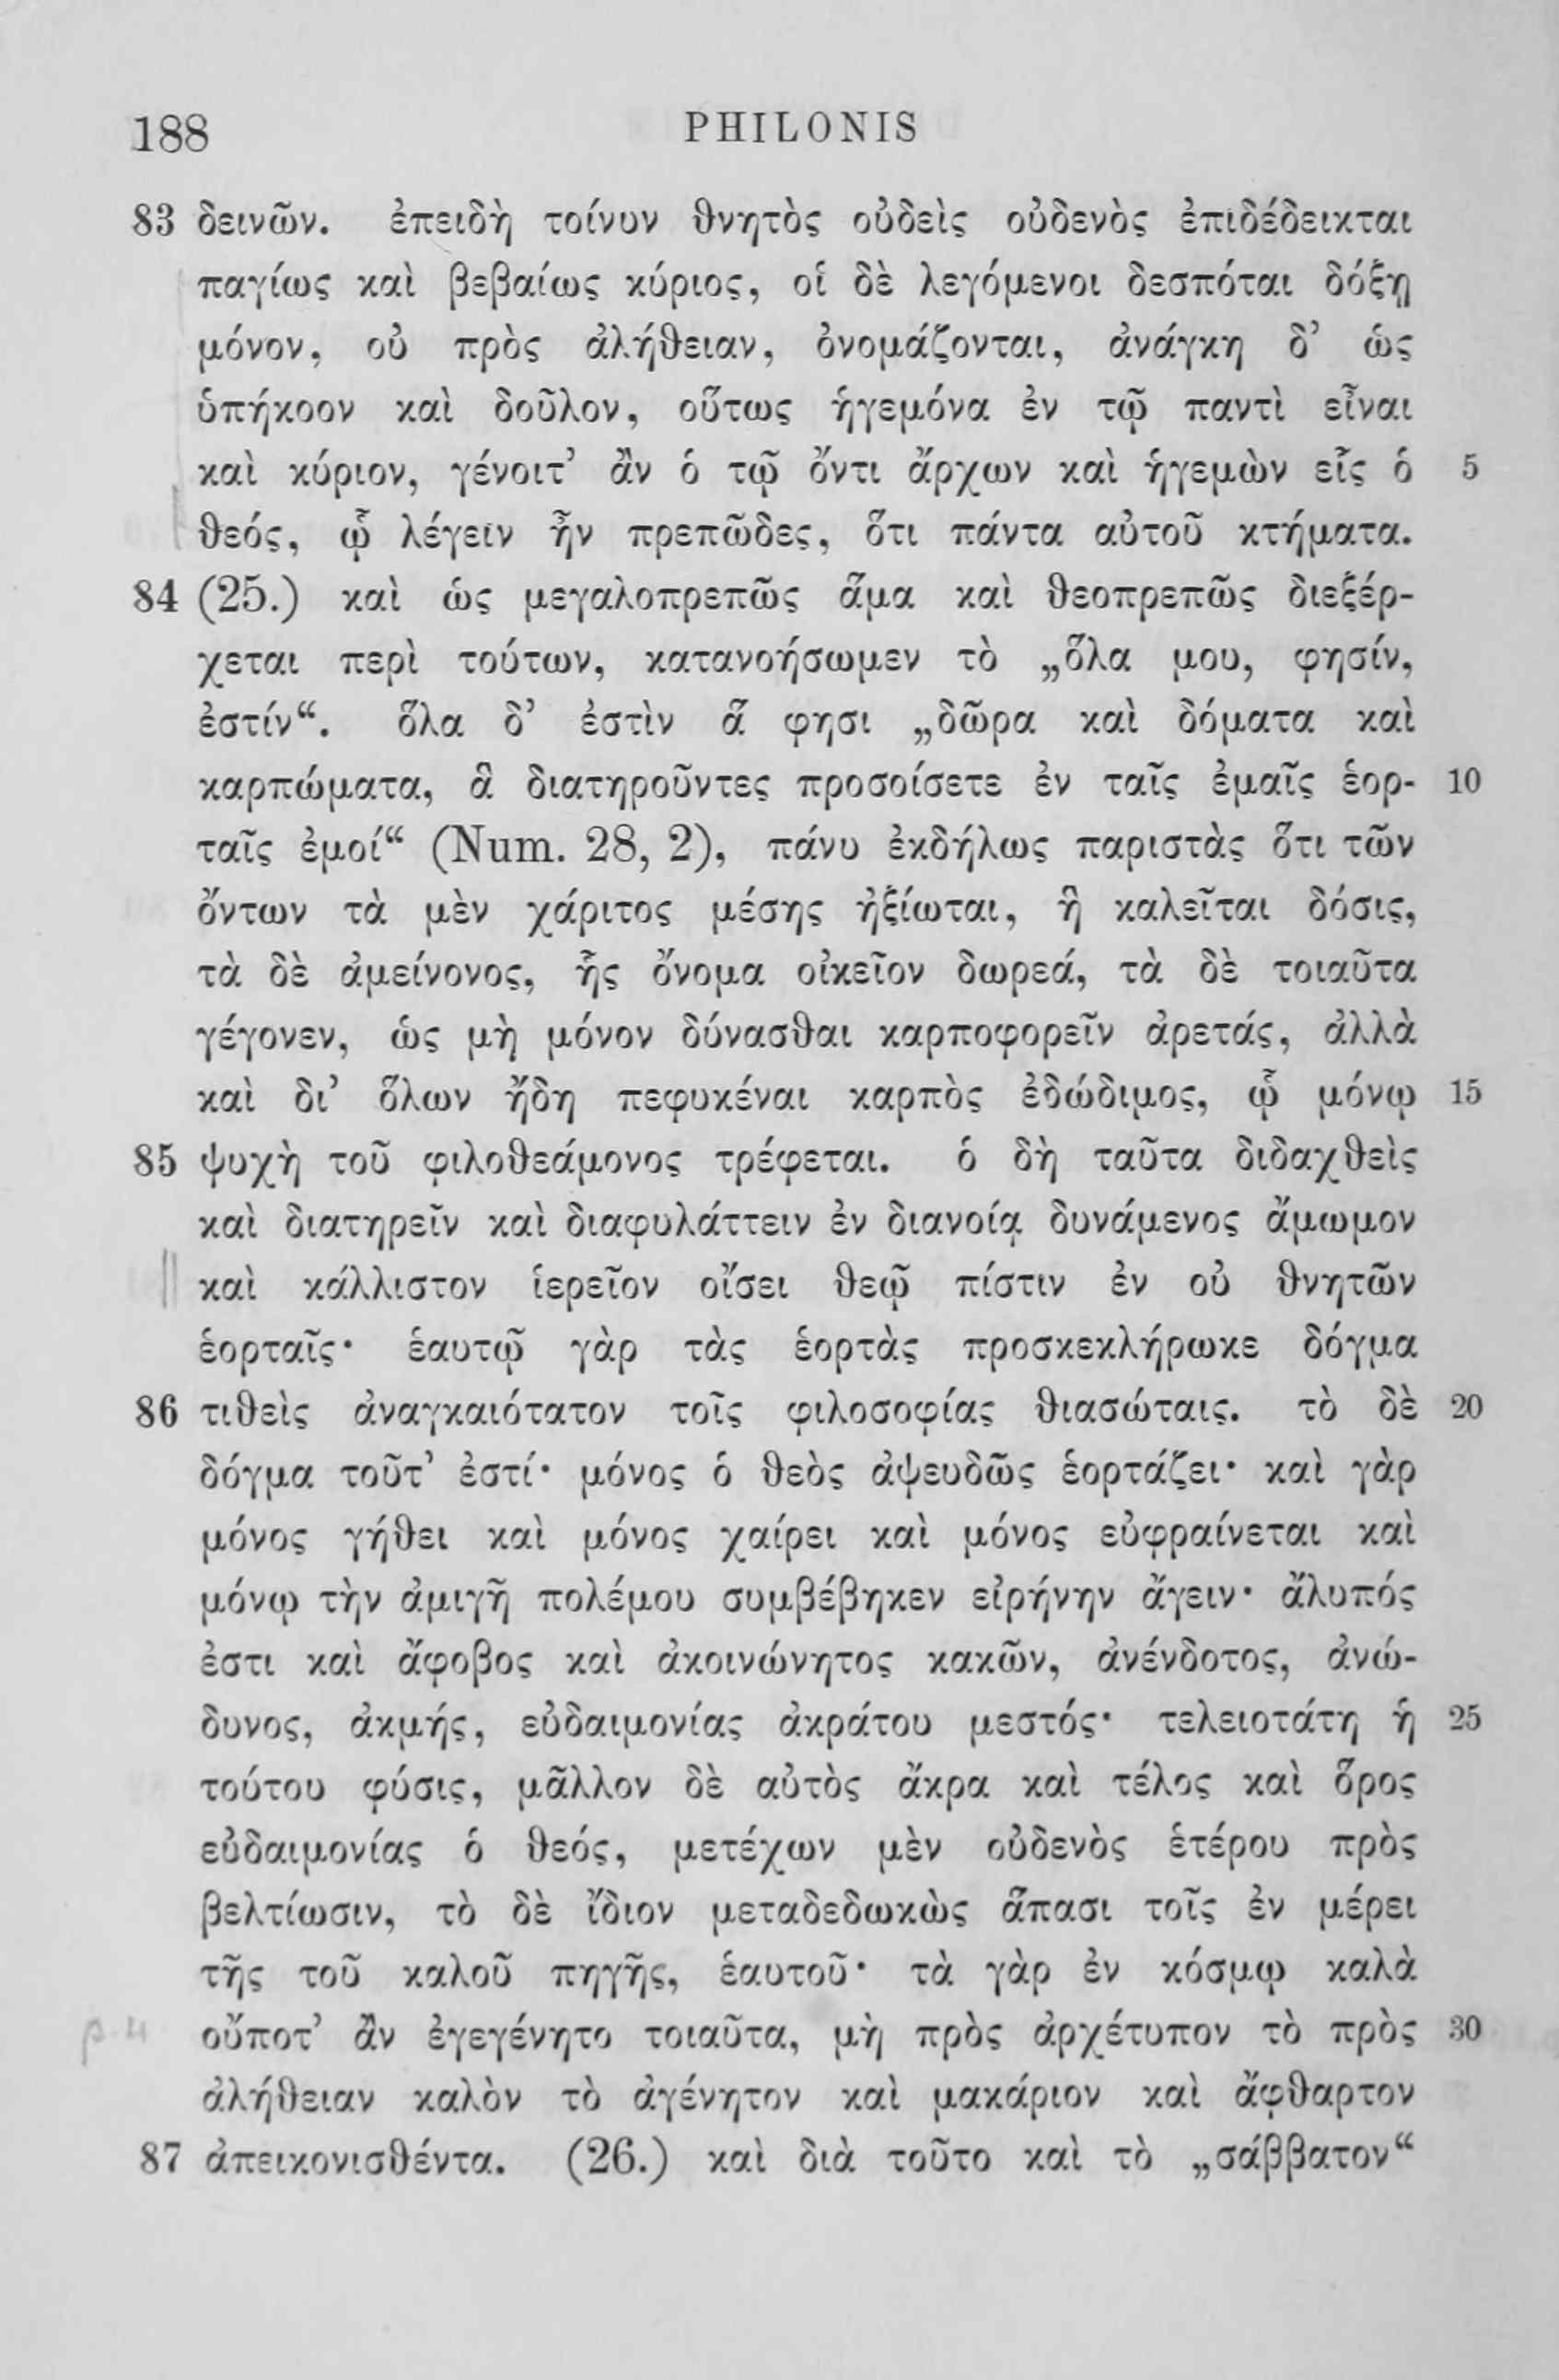 188 PHILONIS
83 δεινῶν. ἐπειδὴ τοίνυν θνητὸς οὐδεὶς οὐδενὸς ἐπιδέδεικται
παγίως καὶ βεβαίως κύριος, οἱ δὲ λεγόμενοι δεσπόται δόξῃ
μόνον, οὐ πρὸς ἀλήθειαν, ὀνομάζονται, ἀνάγκη δ’ ὡς
ὑπήκοον καὶ δοῦλον, οὕτως ἡγεμόνα ἐν τῷ παντὶ εἶναι
καὶ κύριον, γένοιτ’ ἂν ὁ τῷ ὄντι ἄρχων καὶ ἡγεμὼν εἷς ὁ 5
θεός, ᾧ λέγειν ἦν πρεπῶδες, ὅτι πάντα αὐτοῦ κτήματα.
84 (25.) καὶ ὡς μεγαλοπρεπῶς ἅμα καὶ θεοπρεπῶς διεξέρ-
χεται περὶ τούτων, κατανοήσωμεν τὸ „ὅλα μου, φησίν,
ἐστίν“. ὅλα δ’ ἐστὶν ἅ φησι „δῶρα καὶ δόματα καὶ
καρπώματα, ἃ διατηροῦντες προσοίσετε ἐν ταῖς ἐμαῖς ἑορ- 10
ταῖς ἐμοί“ (Num. 28, 2), πάνυ ἐκδήλως παριστὰς ὅτι τῶν
ὄντων τὰ μὲν χάριτος μέσης ἠξίωται, ἣ καλεῖται δόσις,
τὰ δὲ ἀμείνονος, ἧς ὄνομα οἰκεῖον δωρεά, τὰ δὲ τοιαῦτα
γέγονεν, ὡς μὴ μόνον δύνασθαι καρποφορεῖν ἀρετάς, ἀλλὰ
καὶ δι’ ὅλων ἤδη πεφυκέναι καρπὸς ἐδώδιμος, ᾧ μόνῳ 15
85 ψυχὴ τοῦ φιλοθεάμονος τρέφεται. ὁ δὴ ταῦτα διδαχθεὶς
καὶ διατηρεῖν καὶ διαφυλάττειν ἐν διανοίᾳ δυνάμενος ἄμωμον
καὶ κάλλιστον ἱερεῖον οἴσει θεῷ πίστιν ἐν οὐ θνητῶν
ἑορταῖς· ἑαυτῷ γὰρ τὰς ἑορτὰς προσκεκλήρωκε δόγμα
86 τιθεὶς ἀναγκαιότατον τοῖς φιλοσοφίας θιασώταις. τὸ δὲ 20
δόγμα τοῦτ’ ἐστί· μόνος ὁ θεὸς ἀψευδῶς ἑορτάζει· καὶ γὰρ
μόνος γήθει καὶ μόνος χαίρει καὶ μόνος εὐφραίνεται καὶ
μόνῳ τὴν ἀμιγῆ πολέμου συμβέβηκεν εἰρήνην ἄγειν· ἄλυπός
ἐστι καὶ ἄφοβος καὶ ἀκοινώνητος κακῶν, ἀνένδοτος, ἀνώ-
δυνος, ἀκμής, εὐδαιμονίας ἀκράτου μεστός· τελειοτάτη ἡ 25
τούτου φύσις, μᾶλλον δὲ αὐτὸς ἄκρα καὶ τέλος καὶ ὅρος
εὐδαιμονίας ὁ θεός, μετέχων μὲν οὐδενὸς ἑτέρου πρὸς
βελτίωσιν, τὸ δὲ ἴδιον μεταδεδωκὼς ἅπασι τοῖς ἐν μέρει
τῆς τοῦ καλοῦ πηγῆς, ἑαυτοῦ· τὰ γὰρ ἐν κόσμῳ καλὰ
οὔποτ’ ἂν ἐγεγένητο τοιαῦτα, μὴ πρὸς ἀρχέτυπον τὸ πρὸς 30
ἀλήθειαν καλὸν τὸ ἀγένητον καὶ μακάριον καὶ ἄφθαρτον
87 ἀπεικονισθέντα. (26.) καὶ διὰ τοῦτο καὶ τὸ „σάββατον“